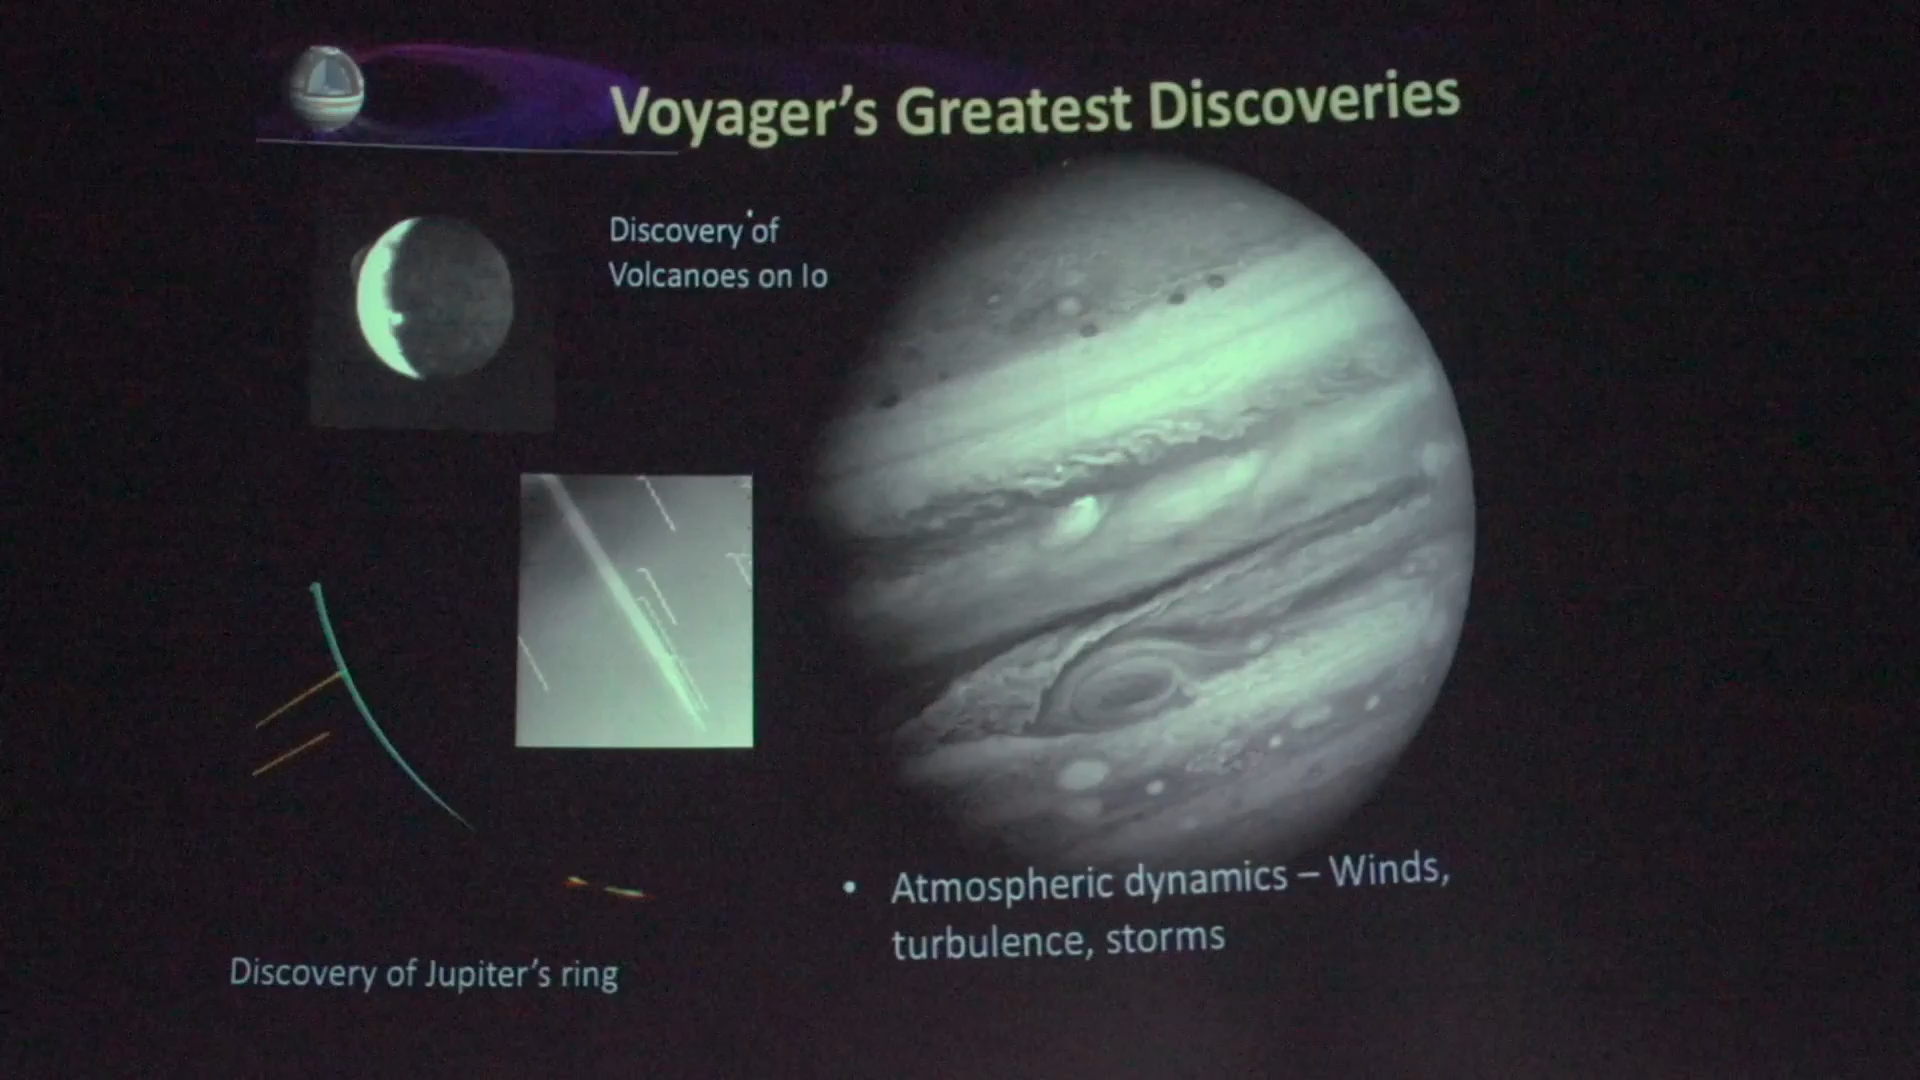 Voyager’s Greatest Discoveries
Discovery of
Volcanoes on Io
• Atmospheric dynamics – Winds,
turbulence, storms
Discovery of Jupiter’s ring